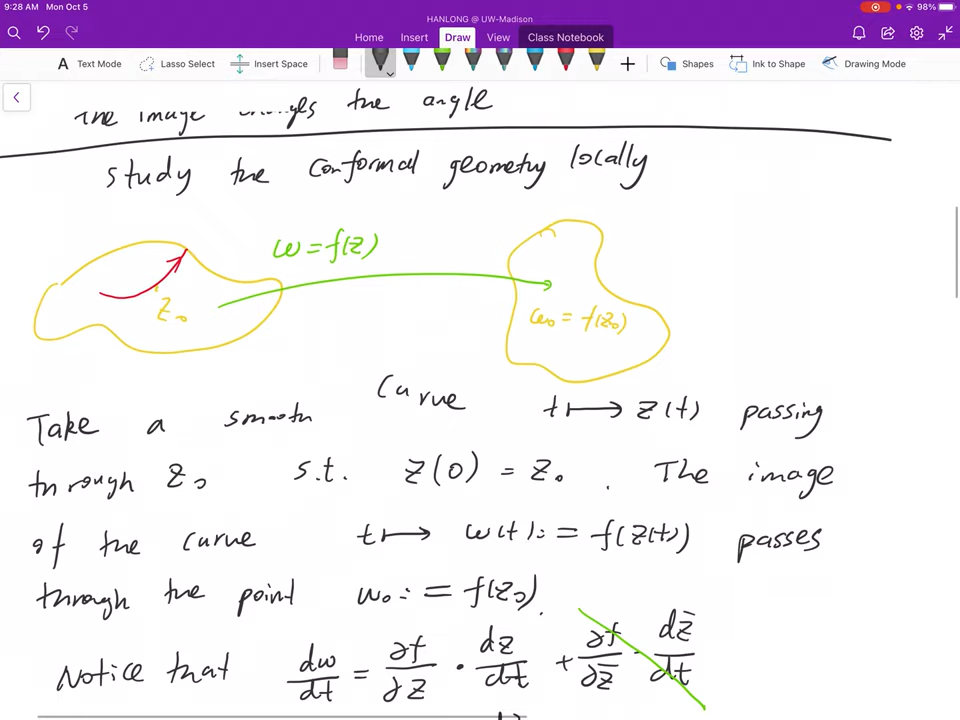 9:28 AM Mon Oct 5
98%
HANLONG @ UW-Madison
Home Insert Draw View Class Notebook
Text Mode Lasso Select Insert Space Shapes Ink to Shape Drawing Mode
The image changes the angle
study the conformal geometry locally
ω = f(z)
z₀
ω₀ = f(z₀)
Take a smooth curve t ↦ z(t) passing
through z₀ s.t. z(0) = z₀. The image
of the curve t ↦ w(t) := f(z(t)) passes
through the point w₀ := f(z₀).
Notice that dw/dt = ∂f/∂z · dz/dt + ∂f/∂z̄ · dz̄/dt